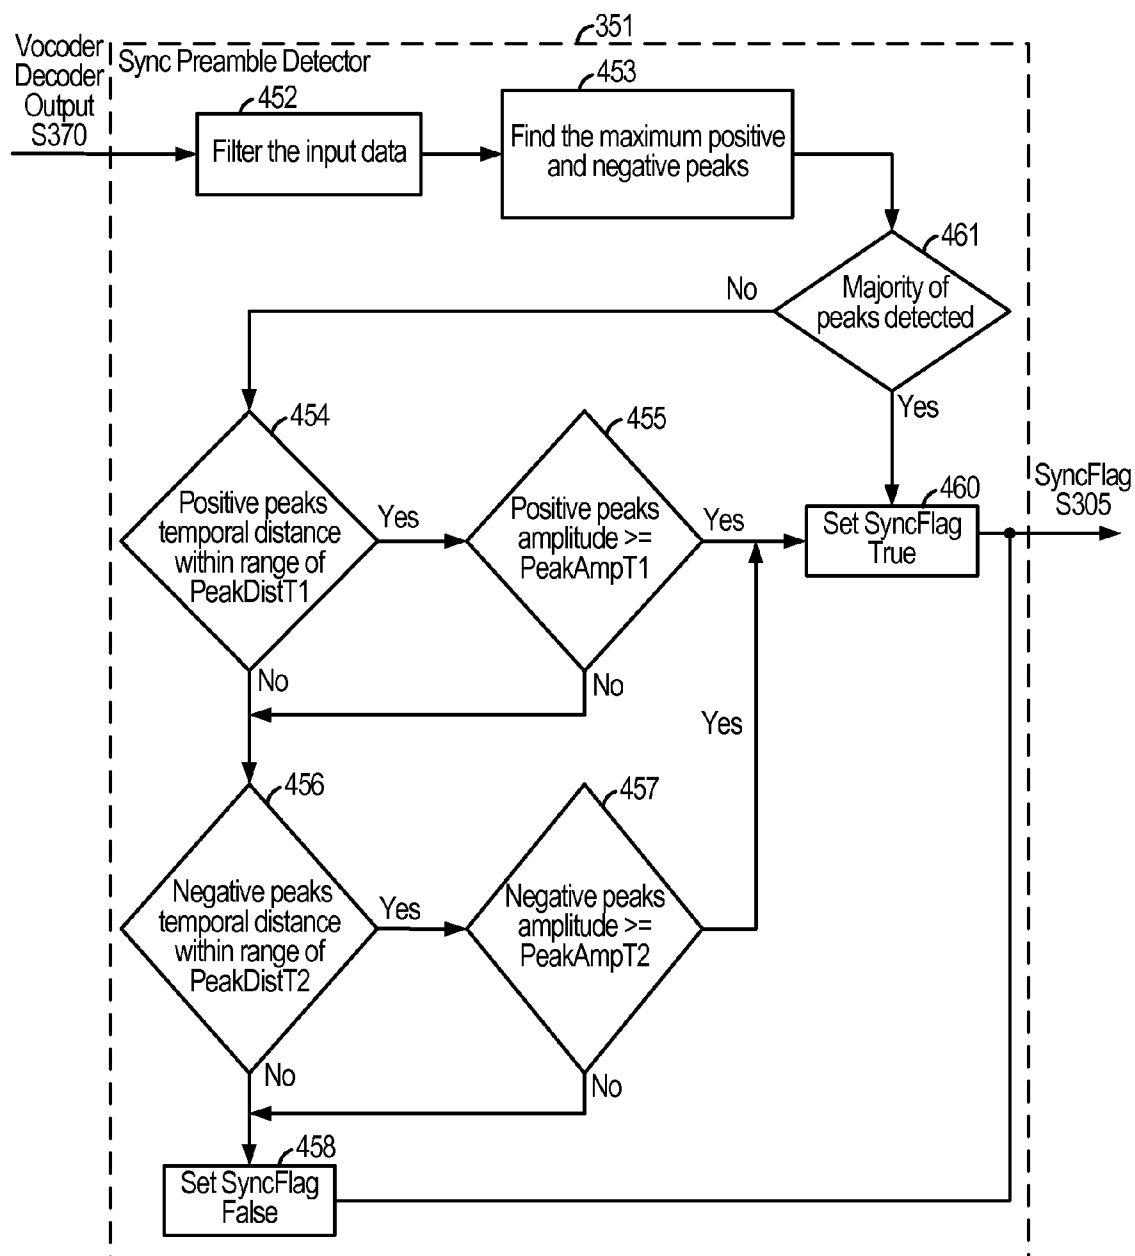 351
Vocoder
Decoder
Output
S370
Sync Preamble Detector
452
Filter the input data
453
Find the maximum positive
and negative peaks
461
Majority of
peaks detected
No
Yes
454
Positive peaks
temporal distance
within range of
PeakDistT1
Yes
No
455
Positive peaks
amplitude >=
PeakAmpT1
Yes
No
460
Set SyncFlag
True
SyncFlag
S305
Yes
456
Negative peaks
temporal distance
within range of
PeakDistT2
Yes
No
457
Negative peaks
amplitude >=
PeakAmpT2
No
458
Set SyncFlag
False